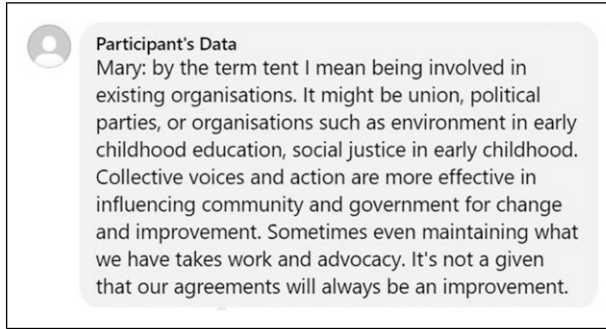 Participant's Data
Mary: by the term tent I mean being involved in
existing organisations. It might be union, political
parties, or organisations such as environment in early
childhood education, social justice in early childhood.
Collective voices and action are more effective in
influencing community and government for change
and improvement. Sometimes even maintaining what
we have takes work and advocacy. It's not a given
that our agreements will always be an improvement.